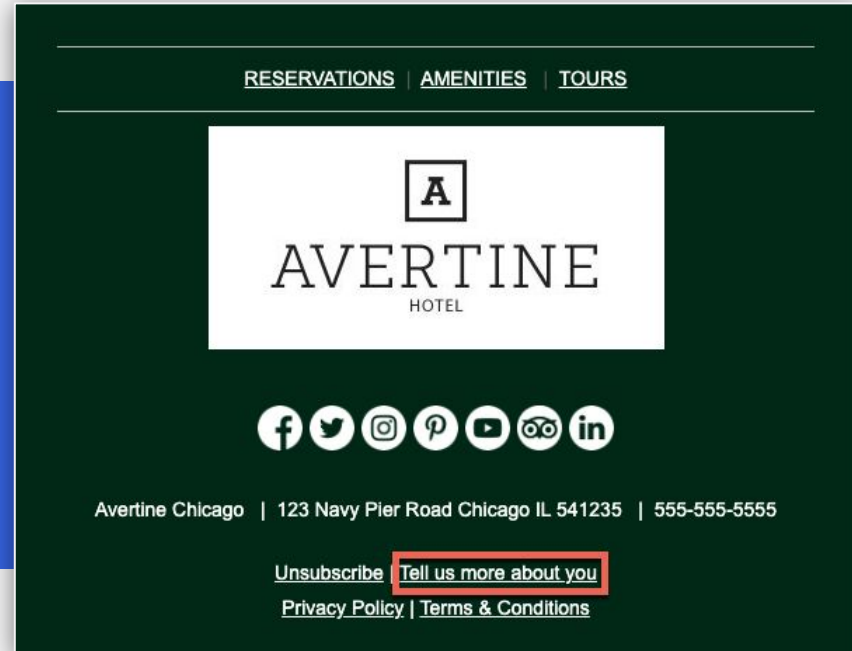 RESERVATIONS | AMENITIES | TOURS
A
AVERTINE
HOTEL
Avertine Chicago | 123 Navy Pier Road Chicago IL 541235 | 555-555-5555
Unsubscribe | Tell us more about you
Privacy Policy | Terms & Conditions